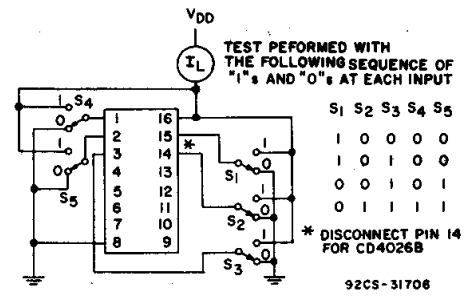 VDD
IL
TEST PEFORMED WITH
THE FOLLOWING SEQUENCE OF
"I"s AND "O"s AT EACH INPUT
S1 S2 S3 S4 S5
1 0 0 0 0
1 0 1 0 0
0 0 1 0 1
0 1 1 1 1
* DISCONNECT PIN 14
FOR CD4026B
1 S4
0
1
0
S5
1 16
2 15
3 14 *
4 13
5 12
6 11
7 10
8 9
1
S1 0
1
S2 0
1
S3 0
92CS-31706